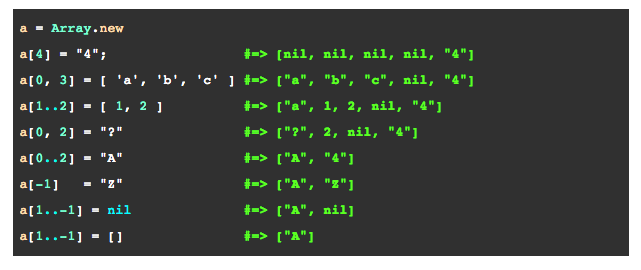 a = Array.new
a[4] = "4";                 #=> [nil, nil, nil, nil, "4"]
a[0, 3] = [ 'a', 'b', 'c' ] #=> ["a", "b", "c", nil, "4"]
a[1..2] = [ 1, 2 ]          #=> ["a", 1, 2, nil, "4"]
a[0, 2] = "?"               #=> ["?", 2, nil, "4"]
a[0..2] = "A"               #=> ["A", "4"]
a[-1]   = "Z"               #=> ["A", "Z"]
a[1..-1] = nil              #=> ["A", nil]
a[1..-1] = []               #=> ["A"]